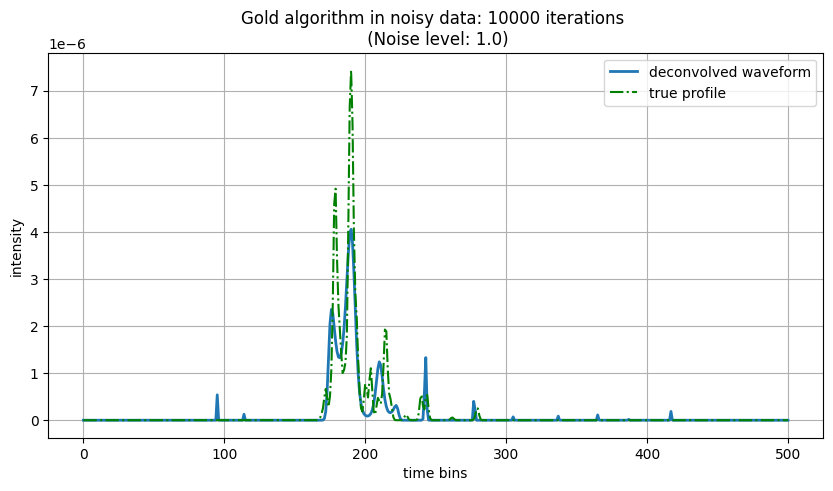 Gold algorithm in noisy data: 10000 iterations
(Noise level: 1.0)
1e−6
deconvolved waveform
true profile
7
6
5
4
3
2
1
0
intensity
0 100 200 300 400 500
time bins